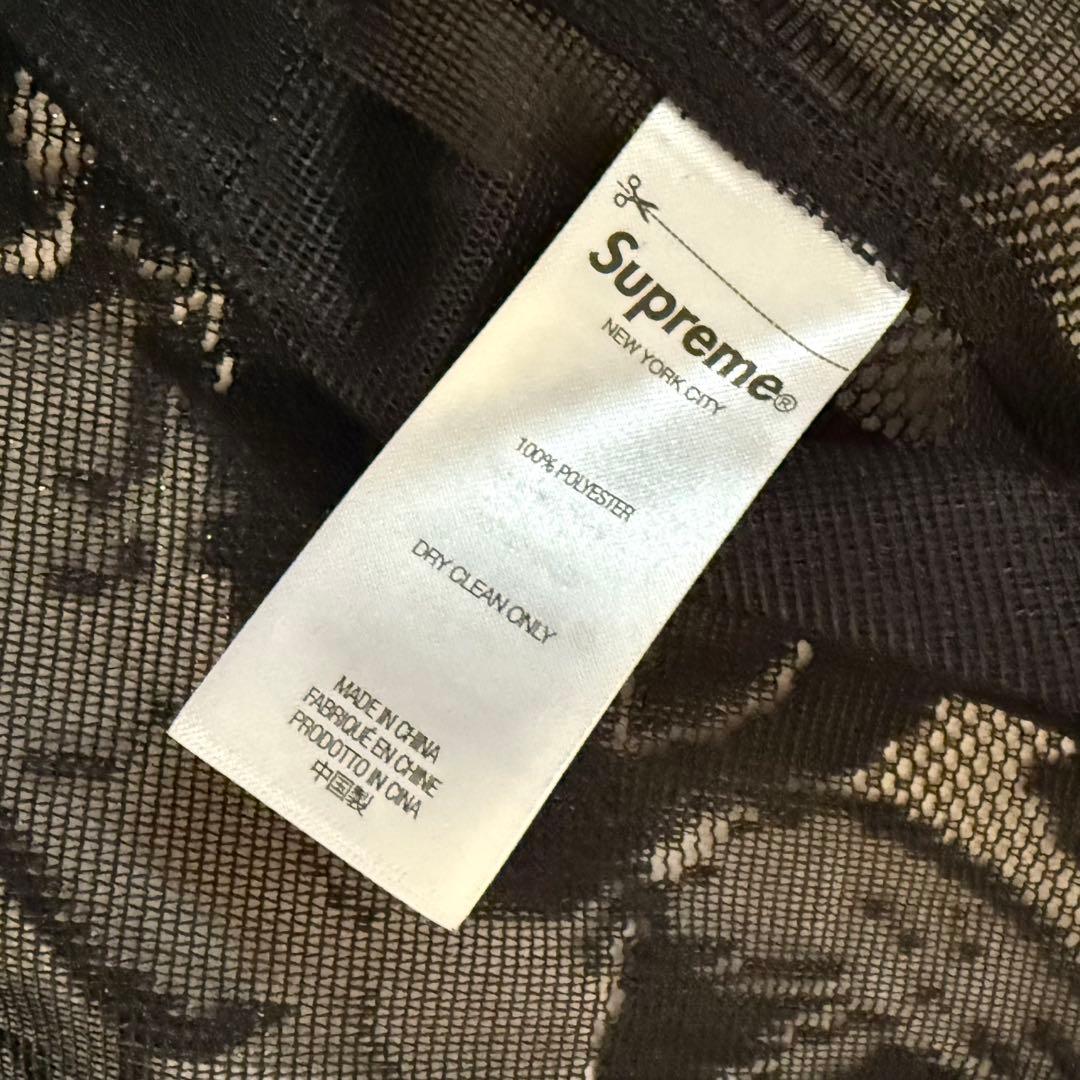 Supreme®
NEW YORK CITY
100% POLYESTER
DRY CLEAN ONLY
MADE IN CHINA
FABRIQUÉ EN CHINE
PRODOTTO IN CINA
中国製